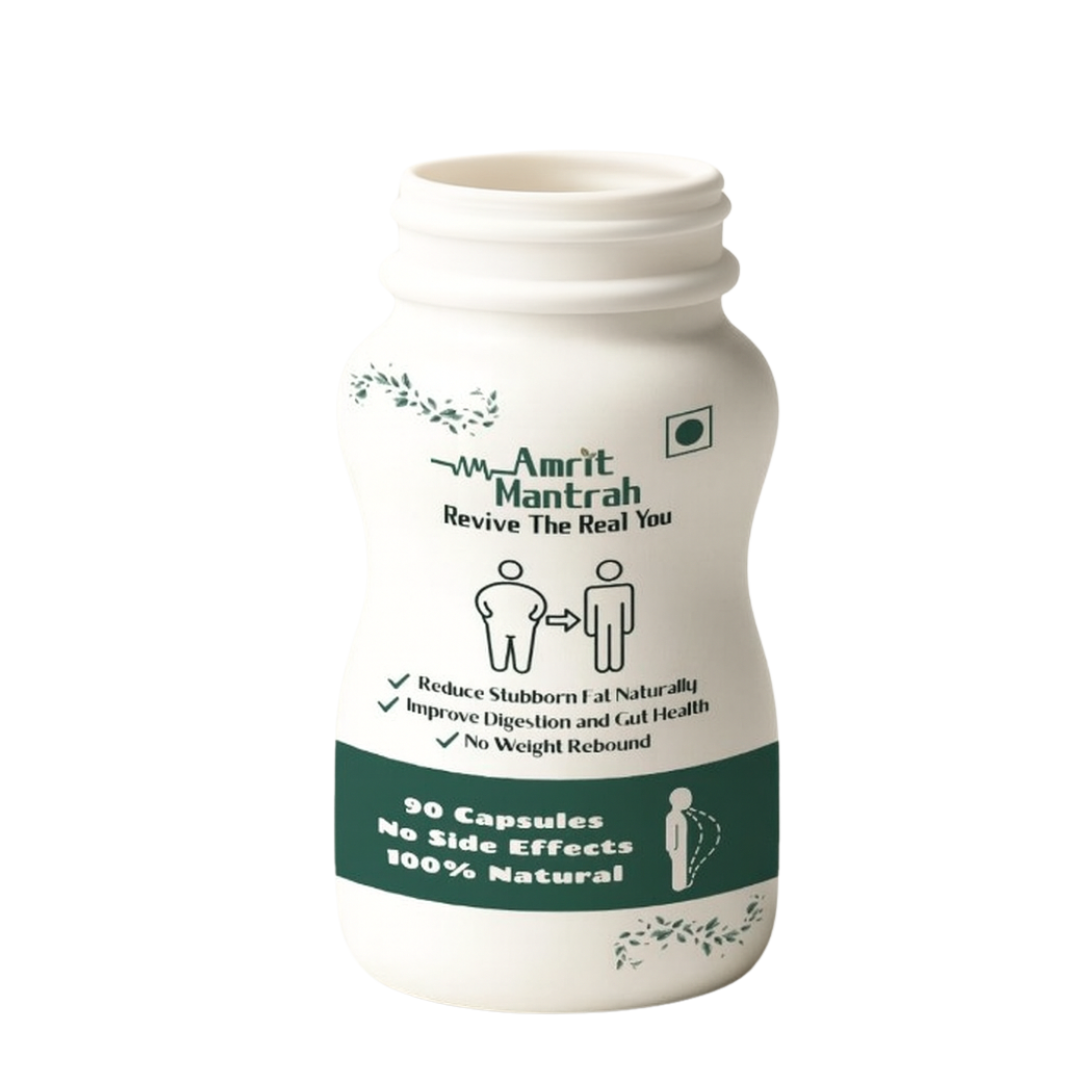 Amrit
Mantrah
Revive The Real You
Reduce Stubborn Fat Naturally
Improve Digestion and Gut Health
No Weight Rebound
90 Capsules
No Side Effects
100% Natural